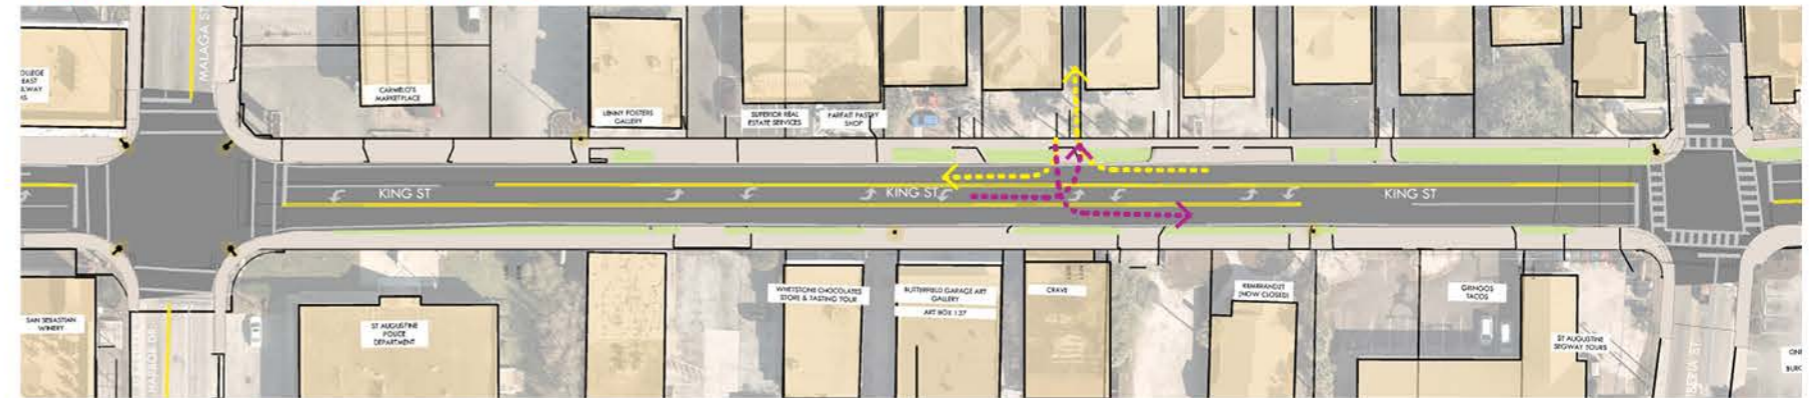 MALAGA ST
CARMELO'S
MARKETPLACE
LENNY FOSTERS
GALLERY
SUPERIOR REAL
ESTATE SERVICES
PARFAIT PASTRY
SHOP
KING ST
KING ST
KING ST
SAN SEBASTIAN
WINERY
ST AUGUSTINE
POLICE
DEPARTMENT
WHETSTONE CHOCOLATES
STORE & TASTING TOUR
BUTTERFIELD GARAGE ART
GALLERY
ART BOX 137
CRAVE
REMBRANDTZ
(NOW CLOSED)
GRINGOS
TACOS
ST AUGUSTINE
SEGWAY TOURS